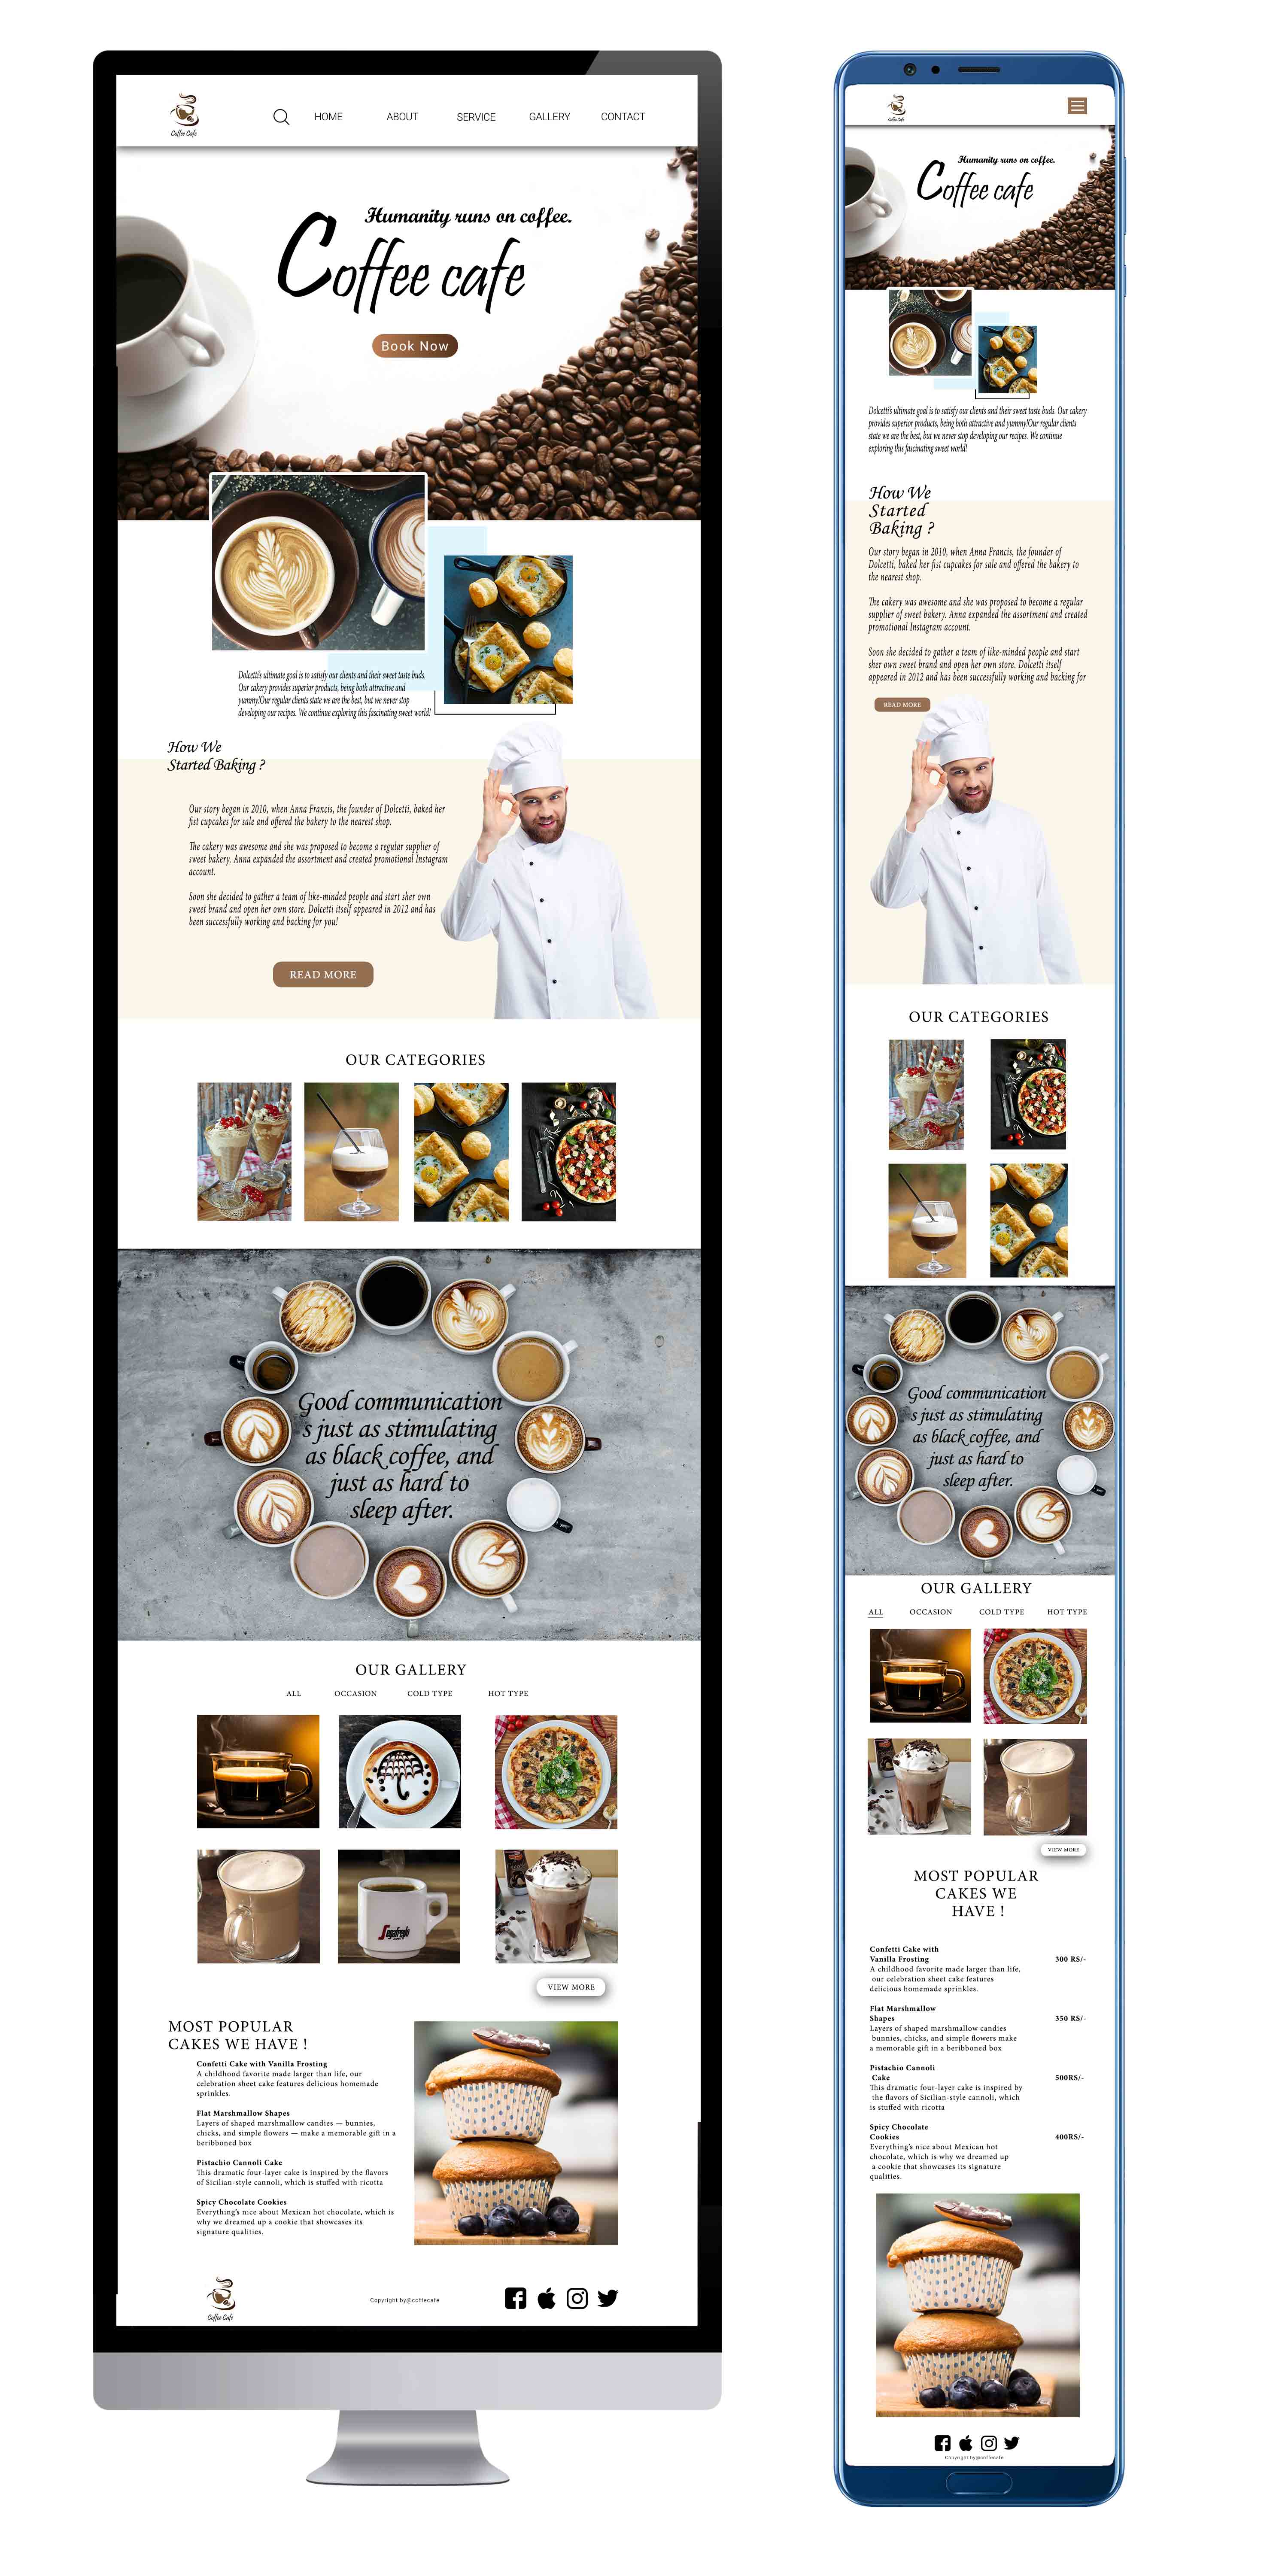 Coffee Cafe
HOME ABOUT SERVICE GALLERY CONTACT
Humanity runs on coffee.
Coffee cafe
Book Now
Dolcetti's ultimate goal is to satisfy our clients and their sweet taste buds.
Our cakery provides superior products, being both attractive and
yummy!Our regular clients state we are the best, but we never stop
developing our recipes. We continue exploring this fascinating sweet world!
How We
Started Baking ?
Our story began in 2010, when Anna Francis, the founder of Dolcetti, baked her
fist cupcakes for sale and offered the bakery to the nearest shop.
The cakery was awesome and she was proposed to become a regular supplier of
sweet bakery. Anna expanded the assortment and created promotional Instagram
account.
Soon she decided to gather a team of like-minded people and start sher own
sweet brand and open her own store. Dolcetti itself appeared in 2012 and has
been successfully working and backing for you!
READ MORE
OUR CATEGORIES
Good communication
s just as stimulating
as black coffee, and
just as hard to
sleep after.
OUR GALLERY
ALL OCCASION COLD TYPE HOT TYPE
Segafredo
VIEW MORE
MOST POPULAR
CAKES WE HAVE !
Confetti Cake with Vanilla Frosting
A childhood favorite made larger than life, our
celebration sheet cake features delicious homemade
sprinkles.
Flat Marshmallow Shapes
Layers of shaped marshmallow candies — bunnies,
chicks, and simple flowers — make a memorable gift in a
beribboned box
Pistachio Cannoli Cake
This dramatic four-layer cake is inspired by the flavors
of Sicilian-style cannoli, which is stuffed with ricotta
Spicy Chocolate Cookies
Everything's nice about Mexican hot chocolate, which is
why we dreamed up a cookie that showcases its
signature qualities.
Coffee Cafe
Copyright by@coffecafe
Coffee Cafe
Humanity runs on coffee.
Coffee cafe
Dolcetti's ultimate goal is to satisfy our clients and their sweet taste buds. Our cakery
provides superior products, being both attractive and yummy!Our regular clients
state we are the best, but we never stop developing our recipes. We continue
exploring this fascinating sweet world!
How We
Started
Baking ?
Our story began in 2010, when Anna Francis, the founder of
Dolcetti, baked her fist cupcakes for sale and offered the bakery to
the nearest shop.
The cakery was awesome and she was proposed to become a regular
supplier of sweet bakery. Anna expanded the assortment and created
promotional Instagram account.
Soon she decided to gather a team of like-minded people and start
sher own sweet brand and open her own store. Dolcetti itself
appeared in 2012 and has been successfully working and backing for
READ MORE
OUR CATEGORIES
Good communication
s just as stimulating
as black coffee, and
just as hard to
sleep after.
OUR GALLERY
ALL OCCASION COLD TYPE HOT TYPE
VIEW MORE
MOST POPULAR
CAKES WE
HAVE !
Confetti Cake with
Vanilla Frosting 300 RS/-
A childhood favorite made larger than life,
our celebration sheet cake features
delicious homemade sprinkles.
Flat Marshmallow
Shapes 350 RS/-
Layers of shaped marshmallow candies
bunnies, chicks, and simple flowers make
a memorable gift in a beribboned box
Pistachio Cannoli
Cake 500RS/-
This dramatic four-layer cake is inspired by
the flavors of Sicilian-style cannoli, which
is stuffed with ricotta
Spicy Chocolate
Cookies 400RS/-
Everything's nice about Mexican hot
chocolate, which is why we dreamed up
a cookie that showcases its signature
qualities.
Copyright by@coffecafe